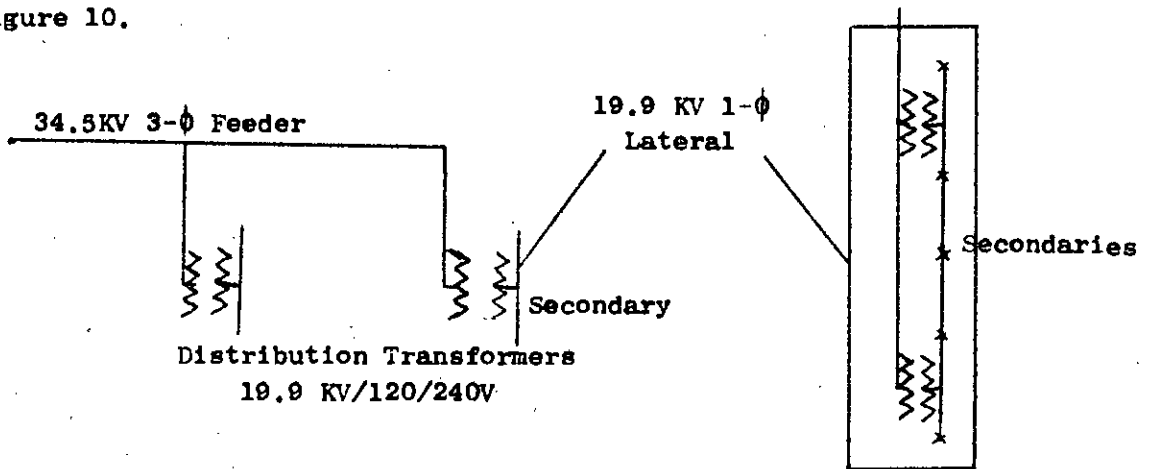 gure 10.
34.5KV 3-ϕ Feeder
19.9 KV 1-ϕ
Lateral
Secondaries
Secondary
Distribution Transformers
19.9 KV/120/240V